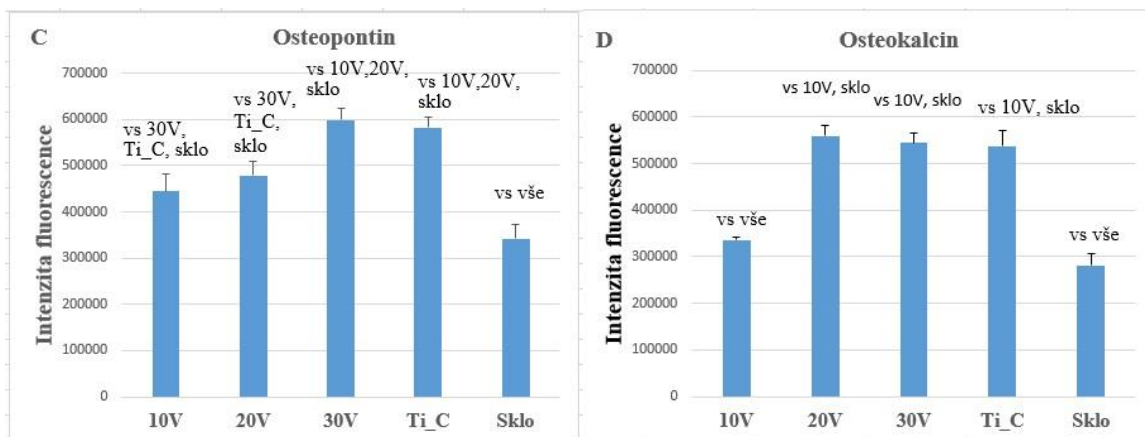 C
Osteopontin
Intenzita fluorescence
700000
600000
500000
400000
300000
200000
100000
0
vs 30V,
Ti_C, sklo
vs 30V,
Ti_C,
sklo
vs 10V,20V,
sklo
vs 10V,20V,
sklo
vs vše
10V 20V 30V Ti_C Sklo
D
Osteokalcin
Intenzita fluorescence
700000
600000
500000
400000
300000
200000
100000
0
vs vše
vs 10V, sklo
vs 10V, sklo
vs 10V, sklo
vs vše
10V 20V 30V Ti_C Sklo